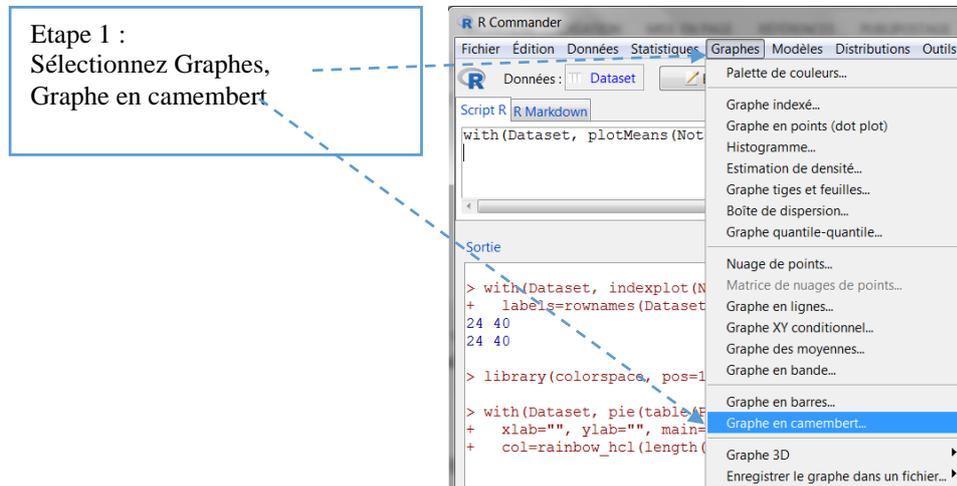 Etape 1 :
Sélectionnez Graphes,
Graphe en camembert
R Commander
Fichier Édition Données Statistiques Graphes Modèles Distributions Outils
Données : Dataset
Script R R Markdown
with(Dataset, plotMeans(Not
Sortie
> with(Dataset, indexplot(N
+ labels=rownames(Dataset
24 40
24 40
> library(colorspace, pos=1
> with(Dataset, pie(table(
+ xlab="", ylab="", main=
+ col=rainbow_hcl(length(
Palette de couleurs...
Graphe indexé...
Graphe en points (dot plot)
Histogramme...
Estimation de densité...
Graphe tiges et feuilles...
Boîte de dispersion...
Graphe quantile-quantile...
Nuage de points...
Matrice de nuages de points...
Graphe en lignes...
Graphe XY conditionnel...
Graphe des moyennes...
Graphe en bande...
Graphe en barres...
Graphe en camembert...
Graphe 3D
Enregistrer le graphe dans un fichier...